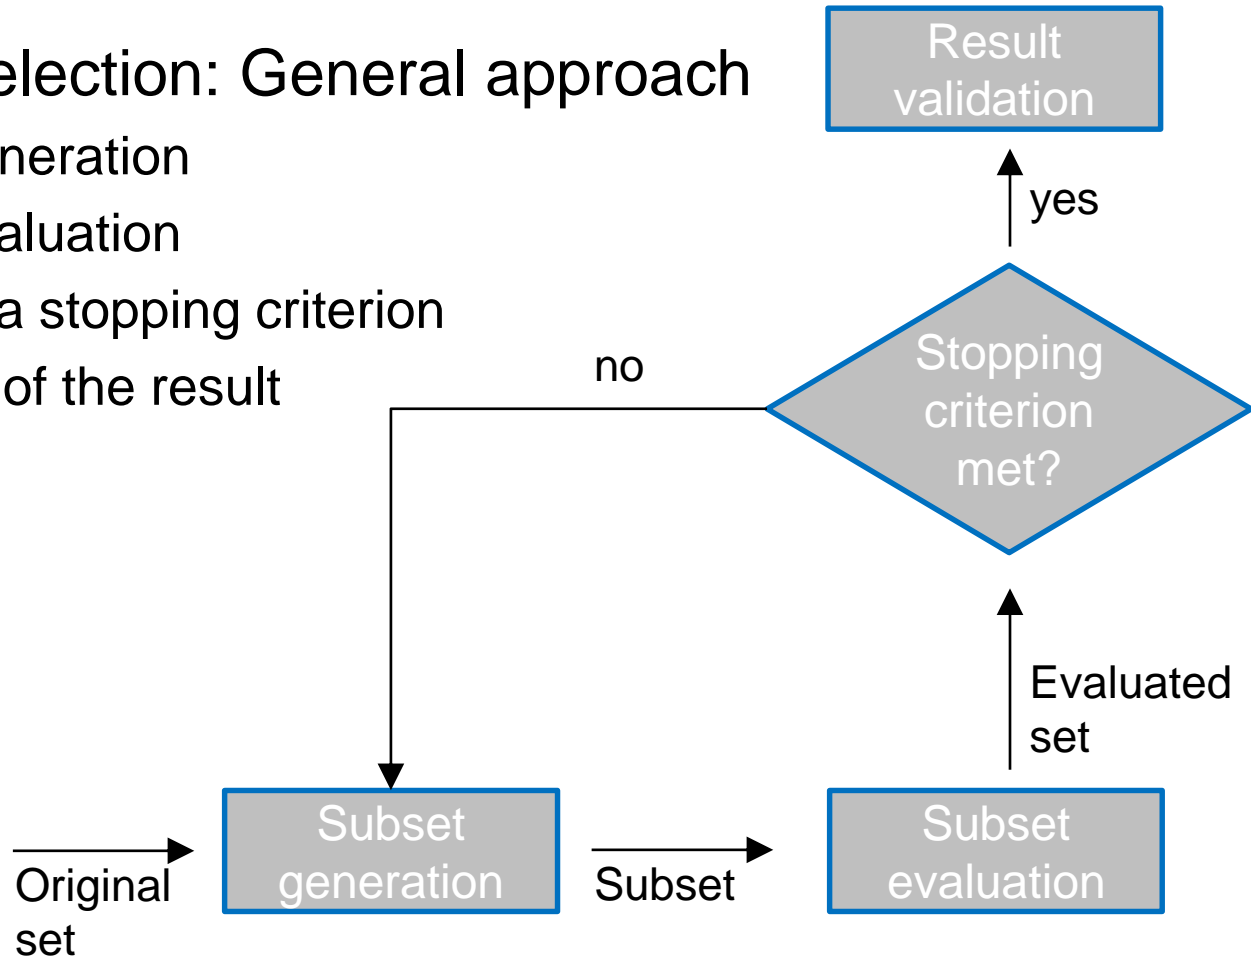 election: General approach
neration
aluation
a stopping criterion
of the result
Result
validation
yes
Stopping
criterion
met?
no
Evaluated
set
Subset
generation
Subset
evaluation
Original
set
Subset